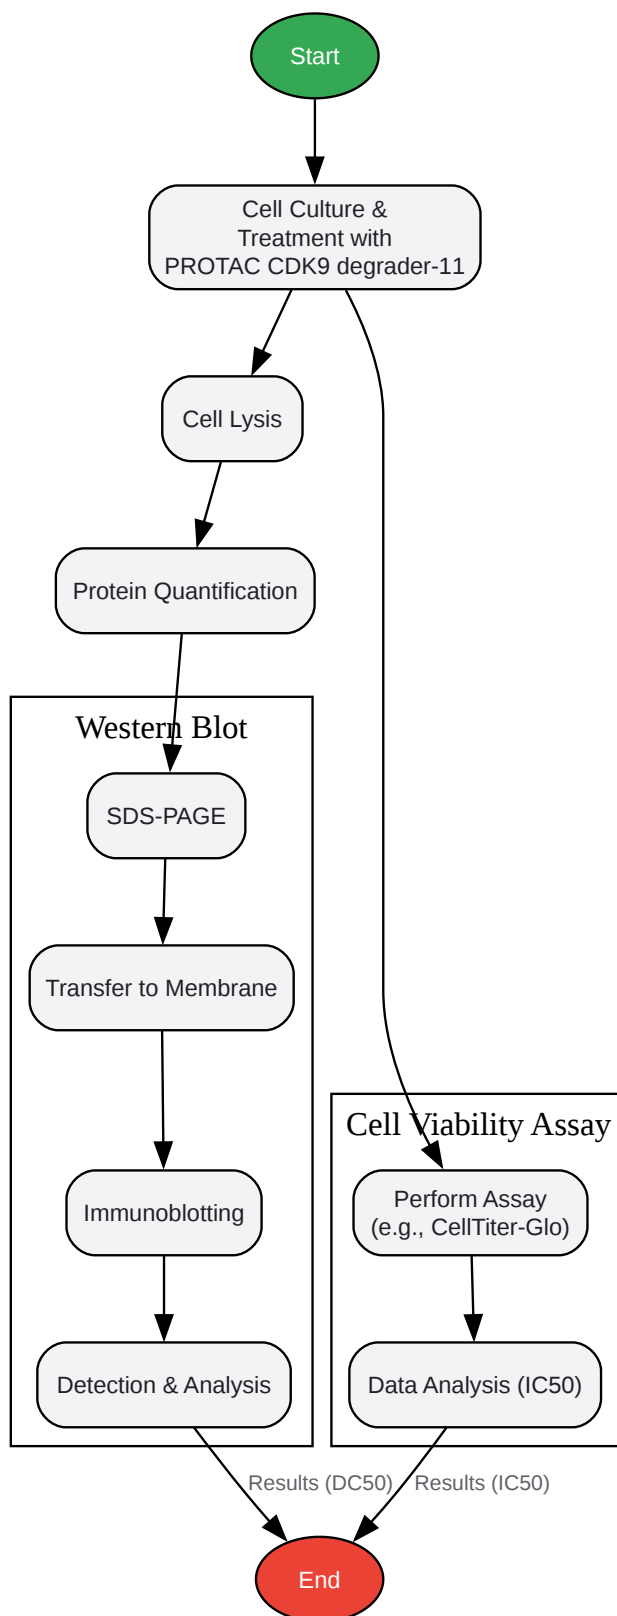 Start
Cell Culture &
Treatment with
PROTAC CDK9 degrader-11
Cell Lysis
Protein Quantification
Western Blot
SDS-PAGE
Transfer to Membrane
Cell Viability Assay
Immunoblotting
Perform Assay
(e.g., CellTiter-Glo)
Detection & Analysis
Data Analysis (IC50)
Results (DC50)
Results (IC50)
End